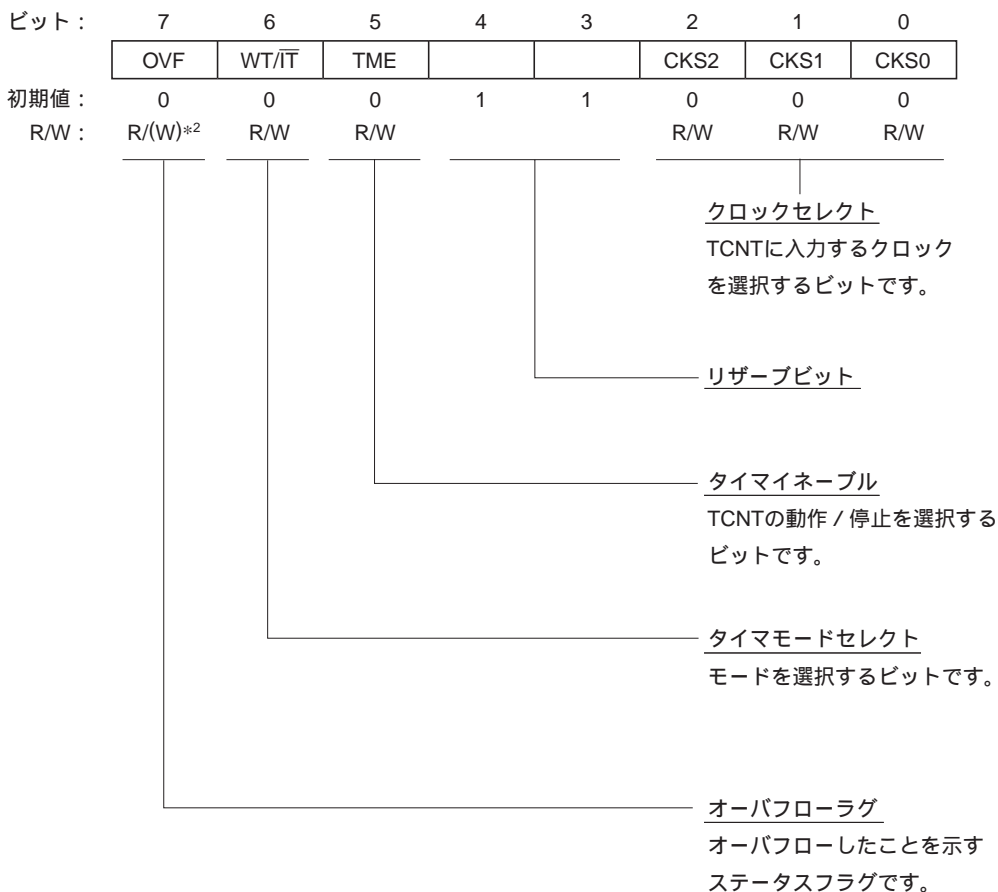 ビット： 7 6 5 4 3 2 1 0
OVF WT/I̅T̅ TME CKS2 CKS1 CKS0
初期値： 0 0 0 1 1 0 0 0
R/W： R/(W)*2 R/W R/W R/W R/W R/W
クロックセレクト
TCNTに入力するクロック
を選択するビットです。
リザーブビット
タイマイネーブル
TCNTの動作 / 停止を選択する
ビットです。
タイマモードセレクト
モードを選択するビットです。
オーバフローラグ
オーバフローしたことを示す
ステータスフラグです。